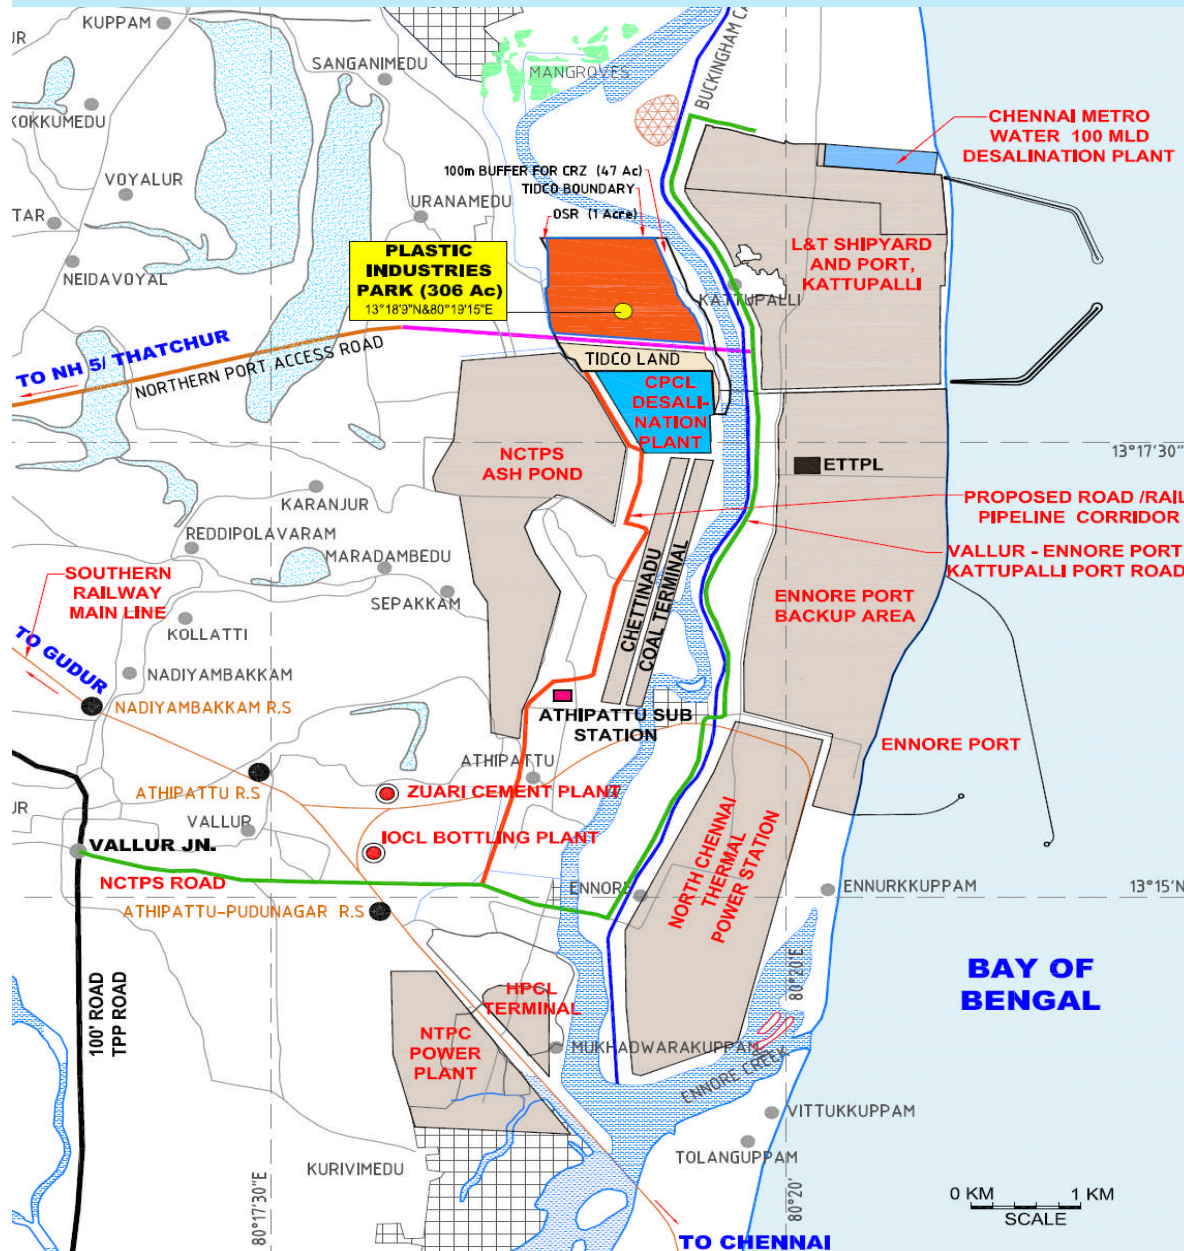 KUPPAM
UR
SANGANIMEDU
MANGROVES
BUCKINGHAM CA
KOKKUMEDU
CHENNAI METRO
WATER 100 MLD
DESALINATION PLANT
VOYALUR
100m BUFFER FOR CRZ (47 Ac)
TIDCO BOUNDARY
OSR (1 Acre)
TAR
URANAMEDU
PLASTIC
INDUSTRIES
PARK (306 Ac)
13°18'9"N&80°19'15"E
L&T SHIPYARD
AND PORT,
KATTUPALLI
NEIDAVOYAL
KATTUPALLI
TO NH 5/ THATCHUR
NORTHERN PORT ACCESS ROAD
TIDCO LAND
CPCL
DESALI-
NATION
PLANT
NCTPS
ASH POND
13°17'30"
ETTPL
KARANJUR
PROPOSED ROAD /RAIL
PIPELINE CORRIDOR
REDDIPOLAVARAM
MARADAMBEDU
VALLUR - ENNORE PORT
KATTUPALLI PORT ROAD
SOUTHERN
RAILWAY
MAIN LINE
SEPAKKAM
CHETTINADU
COAL TERMINAL
ENNORE PORT
BACKUP AREA
KOLLATTI
TO GUDUR
NADIYAMBAKKAM
NADIYAMBAKKAM R.S
ATHIPATTU SUB
STATION
ENNORE PORT
ATHIPATTU
ATHIPATTU R.S
ZUARI CEMENT PLANT
UR
VALLUR
IOCL BOTTLING PLANT
VALLUR JN.
NORTH CHENNAI
THERMAL
POWER STATION
NCTPS ROAD
ENNORE
ENNURKKUPPAM
13°15'N
ATHIPATTU-PUDUNAGAR R.S
80°20'E
BAY OF
BENGAL
HPCL
TERMINAL
100' ROAD
TPP ROAD
NTPC
POWER
PLANT
MUKHADWARAKUPPAM
ENNORE CREEK
VITTUKKUPPAM
TOLANGUPPAM
KURIVIMEDU
80°17'30"E
80°20'
0 KM 1 KM
SCALE
TO CHENNAI